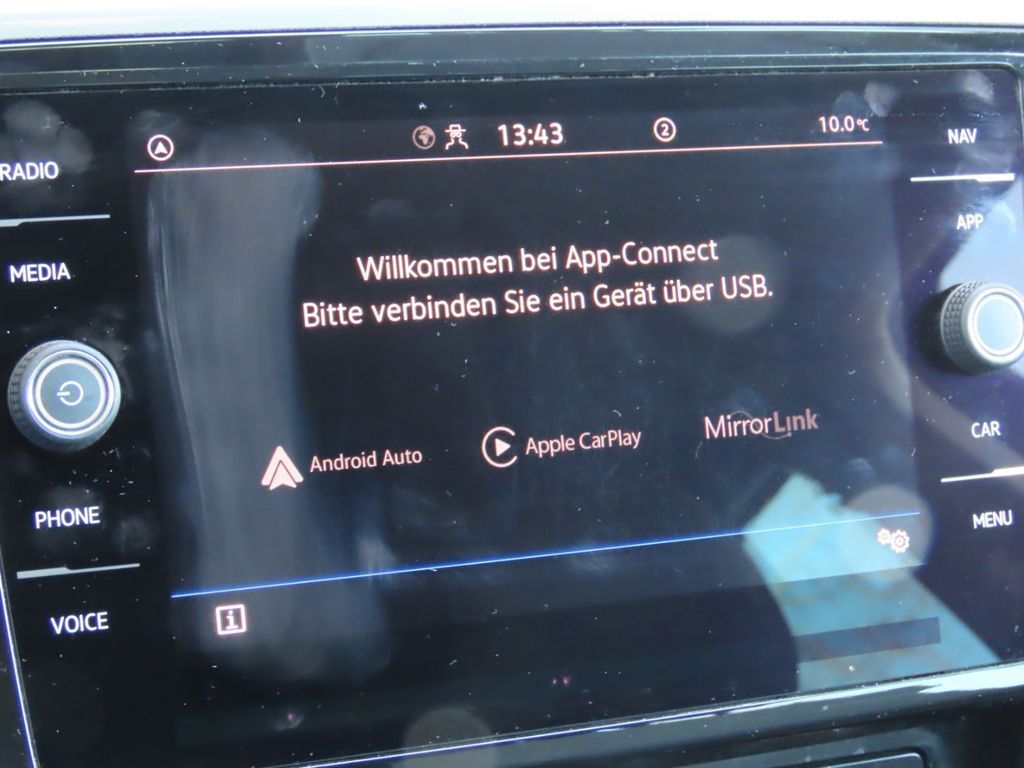 13:43
2
10.0°C
RADIO
MEDIA
PHONE
VOICE
Willkommen bei App-Connect
Bitte verbinden Sie ein Gerät über USB.
Android Auto
Apple CarPlay
MirrorLink
i
NAV
APP
CAR
MENU